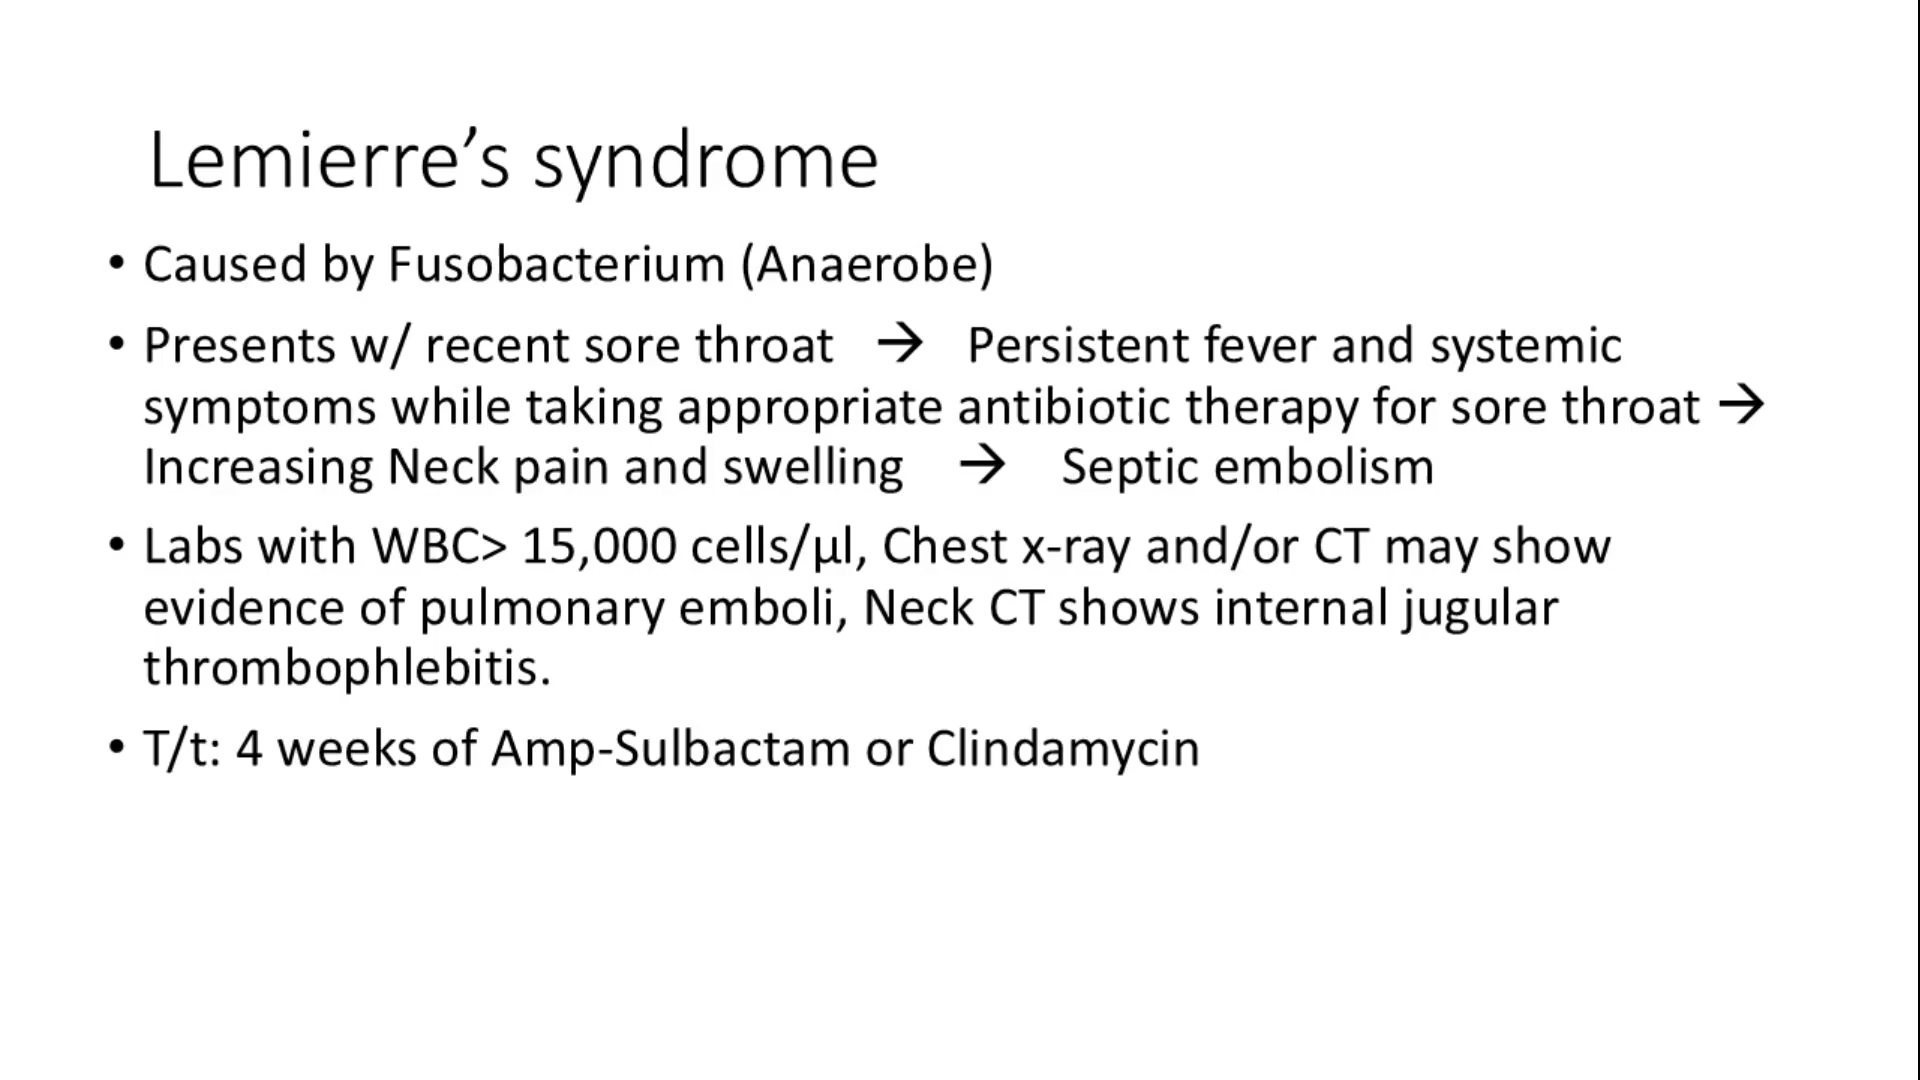 Lemierre’s syndrome
• Caused by Fusobacterium (Anaerobe)
• Presents w/ recent sore throat → Persistent fever and systemic
symptoms while taking appropriate antibiotic therapy for sore throat →
Increasing Neck pain and swelling → Septic embolism
• Labs with WBC> 15,000 cells/μl, Chest x-ray and/or CT may show
evidence of pulmonary emboli, Neck CT shows internal jugular
thrombophlebitis.
• T/t: 4 weeks of Amp-Sulbactam or Clindamycin